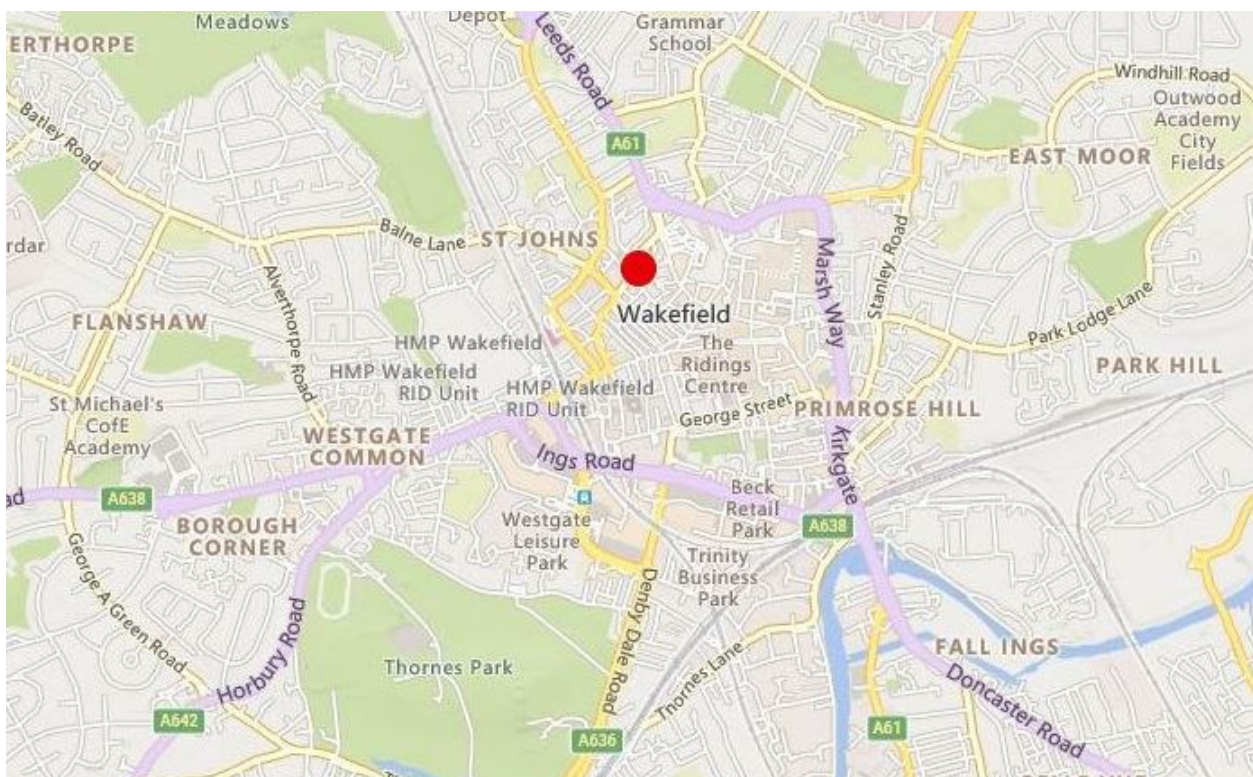 Meadows
Depot
Grammar
School
ERTHORPE
Leeds Road
Windhill Road
Outwood
Academy
City
Fields
Batley Road
A61
EAST MOOR
Balne Lane
ST JOHNS
Stanley Road
Marsh Way
Alverthorpe Road
Wakefield
FLANSHAW
Park Lodge Lane
HMP Wakefield
The
Ridings
Centre
HMP Wakefield
RID Unit
HMP Wakefield
RID Unit
PARK HILL
St Michael's
CofE
Academy
George Street
PRIMROSE HILL
WESTGATE
COMMON
Kirkgate
Ings Road
A638
ad
Beck
Retail
Park
A638
BOROUGH
CORNER
Westgate
Leisure
Park
Trinity
Business
Park
George A Green Road
Horbury Road
Denby Dale Road
Thornes Lane
FALL INGS
Thornes Park
Doncaster Road
A642
A636
A61